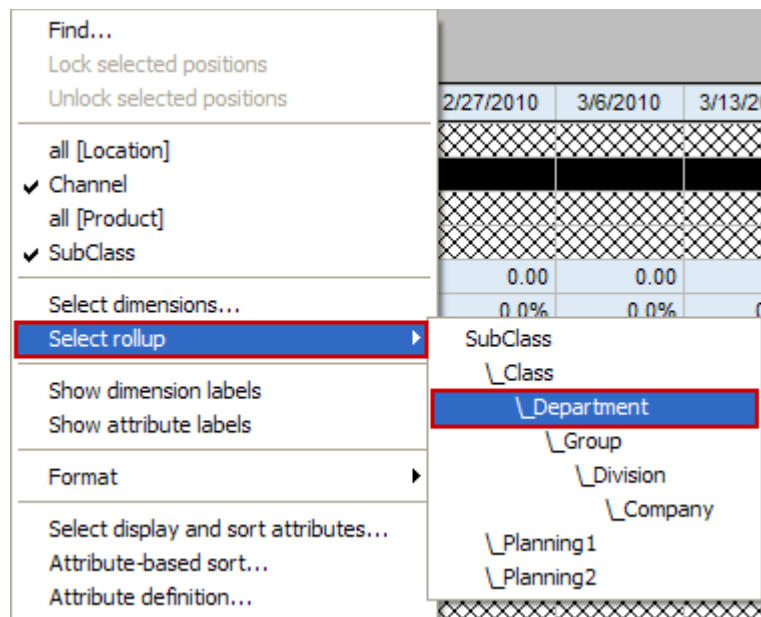 Find...
Lock selected positions
Unlock selected positions
2/27/2010 3/6/2010 3/13/2
all [Location]
Channel
all [Product]
SubClass
0.00 0.00
Select dimensions...
0.0% 0.0%
Select rollup
SubClass
\_Class
Show dimension labels
\_Department
Show attribute labels
\_Group
Format
\_Division
\_Company
Select display and sort attributes...
\_Planning1
Attribute-based sort...
\_Planning2
Attribute definition...